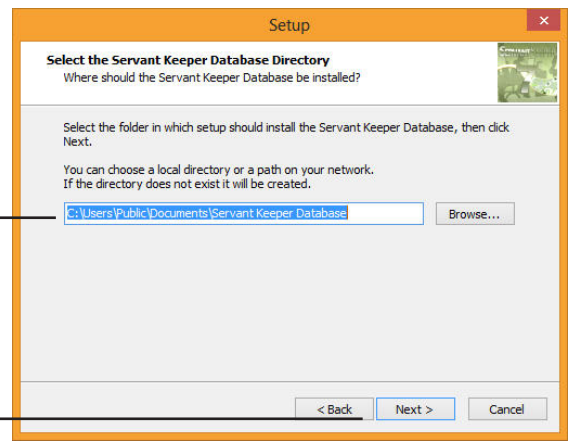 Setup
Select the Servant Keeper Database Directory
Where should the Servant Keeper Database be installed?
Select the folder in which setup should install the Servant Keeper Database, then click
Next.
You can choose a local directory or a path on your network.
If the directory does not exist it will be created.
C:\Users\Public\Documents\Servant Keeper Database
Browse...
< Back
Next >
Cancel